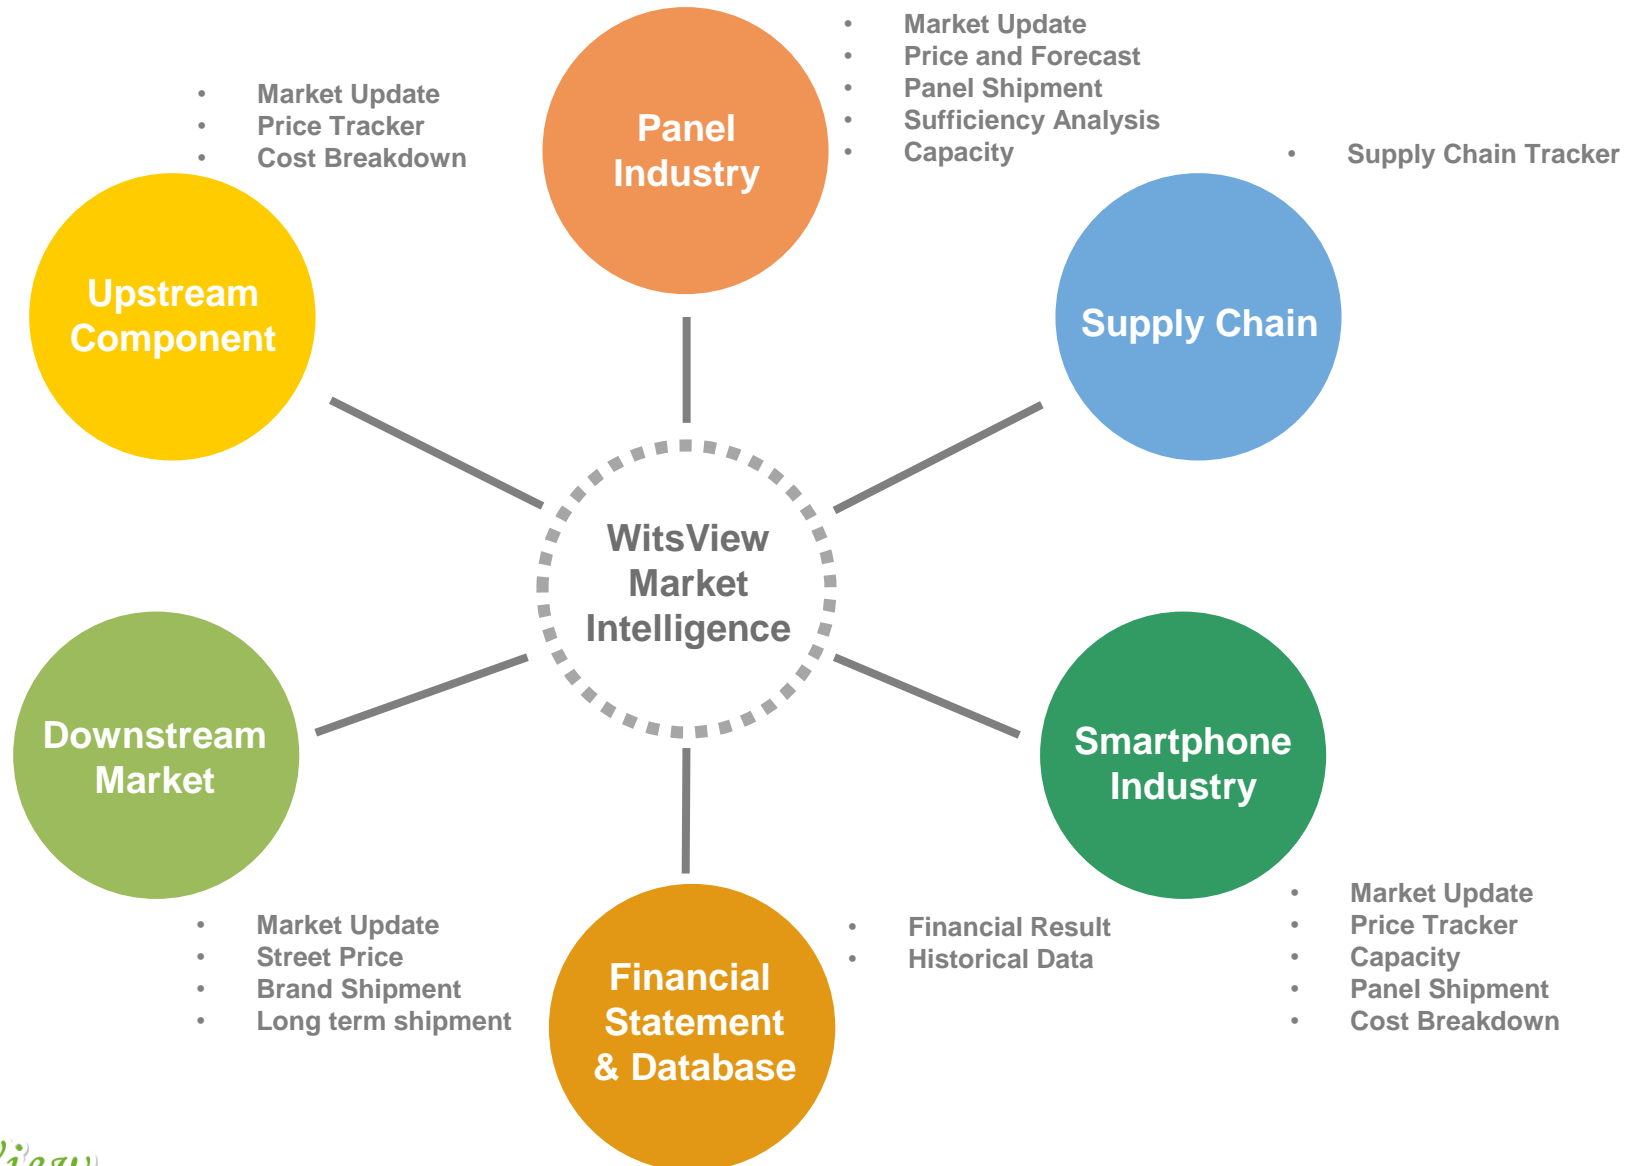 • Market Update
• Price and Forecast
• Panel Shipment
• Sufficiency Analysis
• Capacity
• Market Update
• Price Tracker
• Cost Breakdown
Panel
Industry
• Supply Chain Tracker
Upstream
Component
Supply Chain
WitsView
Market
Intelligence
Downstream
Market
Smartphone
Industry
• Market Update
• Street Price
• Brand Shipment
• Long term shipment
Financial
Statement
& Database
• Financial Result
• Historical Data
• Market Update
• Price Tracker
• Capacity
• Panel Shipment
• Cost Breakdown